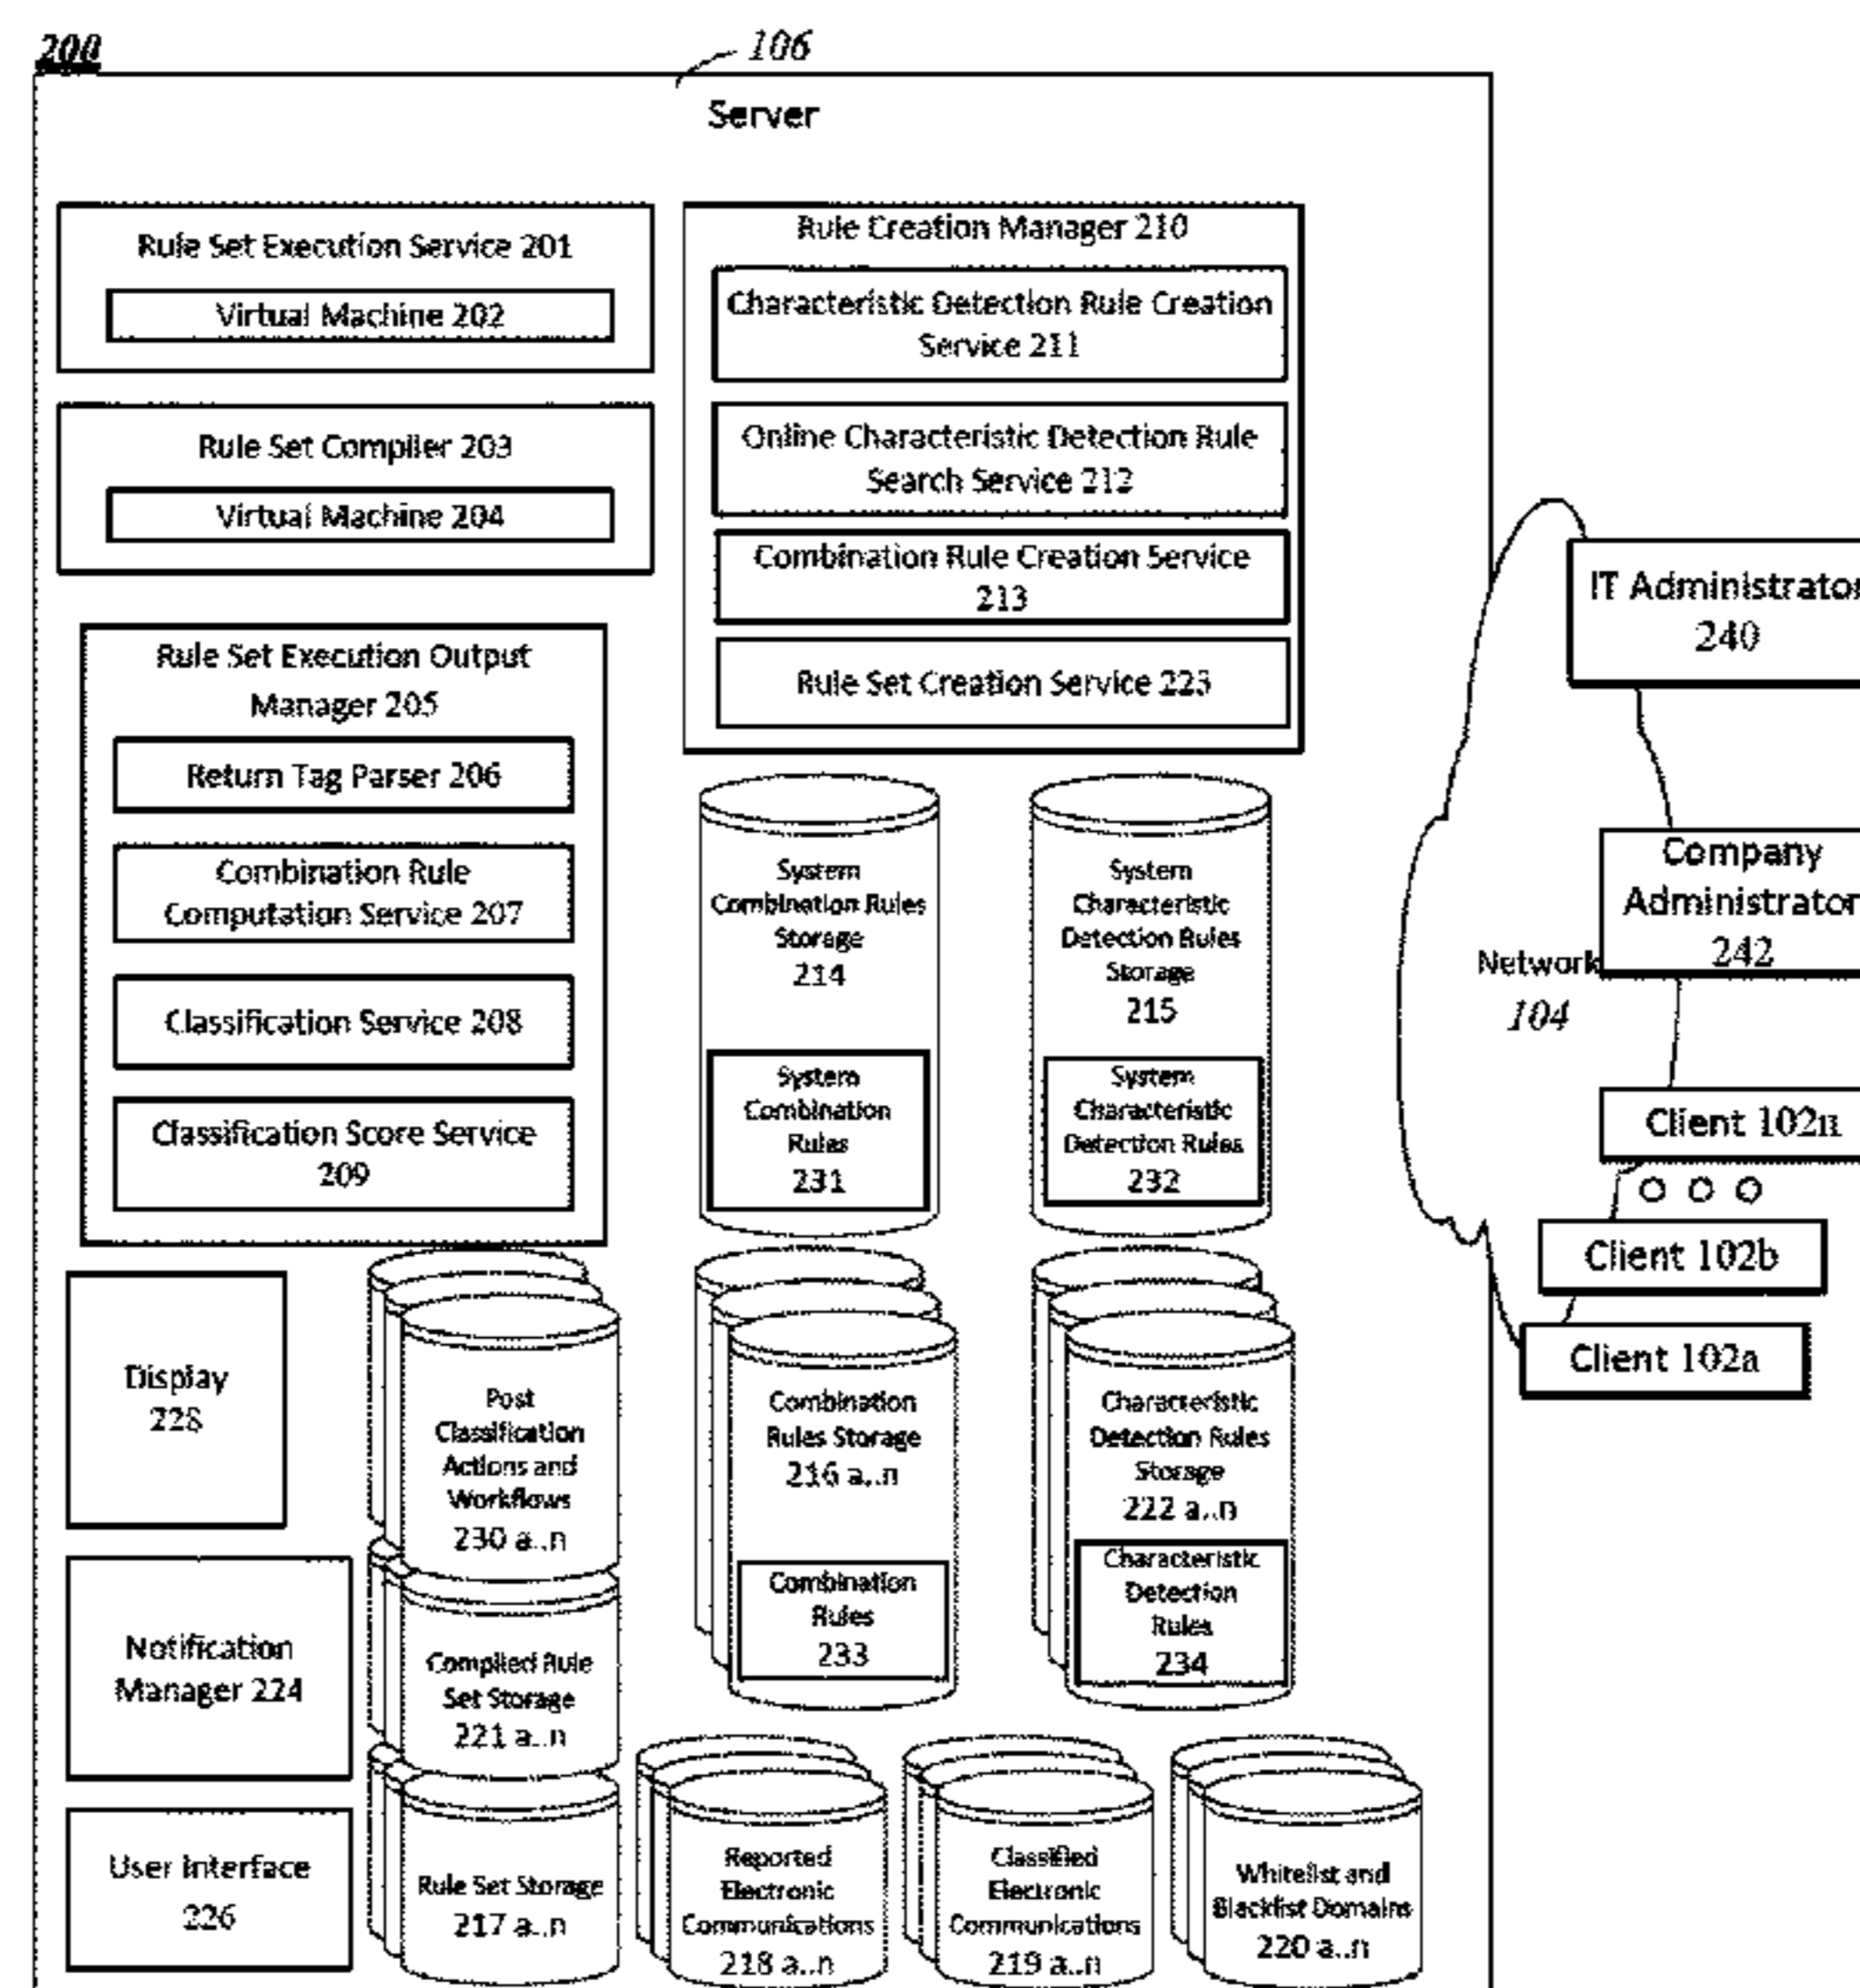 200
106
Server
Rule Set Execution Service 201
Virtual Machine 202
Rule Set Compiler 203
Virtual Machine 204
Rule Set Execution Output
Manager 205
Return Tag Parser 206
Combination Rule
Computation Service 207
Classification Service 208
Classification Score Service
209
Rule Creation Manager 210
Characteristic Detection Rule Creation
Service 211
Online Characteristic Detection Rule
Search Service 212
Combination Rule Creation Service
213
Rule Set Creation Service 223
System
Combination Rules
Storage
214
System
Combination
Rules
231
System
Characteristic
Detection Rules
Storage
215
System
Characteristic
Detection Rules
232
Display
228
Notification
Manager 224
User Interface
226
Post
Classification
Actions and
Workflows
230 a..n
Compiled Rule
Set Storage
221 a..n
Rule Set Storage
217 a..n
Combination
Rules Storage
216 a..n
Combination
Rules
233
Characteristic
Detection Rules
Storage
222 a..n
Characteristic
Detection
Rules
234
Reported
Electronic
Communications
218 a..n
Classified
Electronic
Communications
219 a..n
Whitelist and
Blacklist Domains
220 a..n
Network
104
IT Administrator
240
Company
Administrator
242
Client 102n
Client 102b
Client 102a